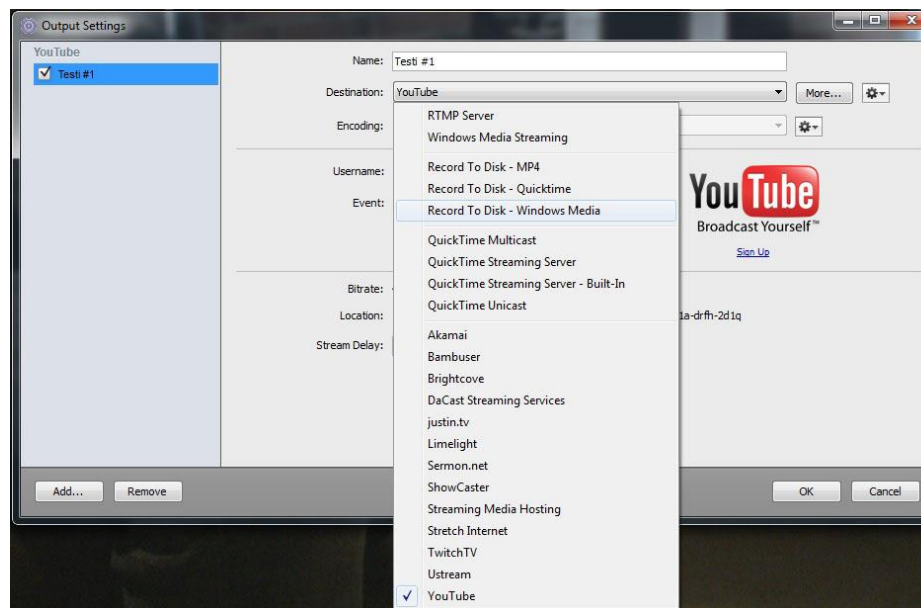 Output Settings
YouTube
Testi #1
Name: Testi #1
Destination: YouTube More...
Encoding:
Username:
Event:
You Tube
Broadcast Yourself™
Sign Up
Bitrate:
Location: 1a-drfh-2d1q
Stream Delay:
RTMP Server
Windows Media Streaming
Record To Disk - MP4
Record To Disk - Quicktime
Record To Disk - Windows Media
QuickTime Multicast
QuickTime Streaming Server
QuickTime Streaming Server - Built-In
QuickTime Unicast
Akamai
Bambuser
Brightcove
DaCast Streaming Services
justin.tv
Limelight
Sermon.net
ShowCaster
Streaming Media Hosting
Stretch Internet
TwitchTV
Ustream
YouTube
Add... Remove OK Cancel